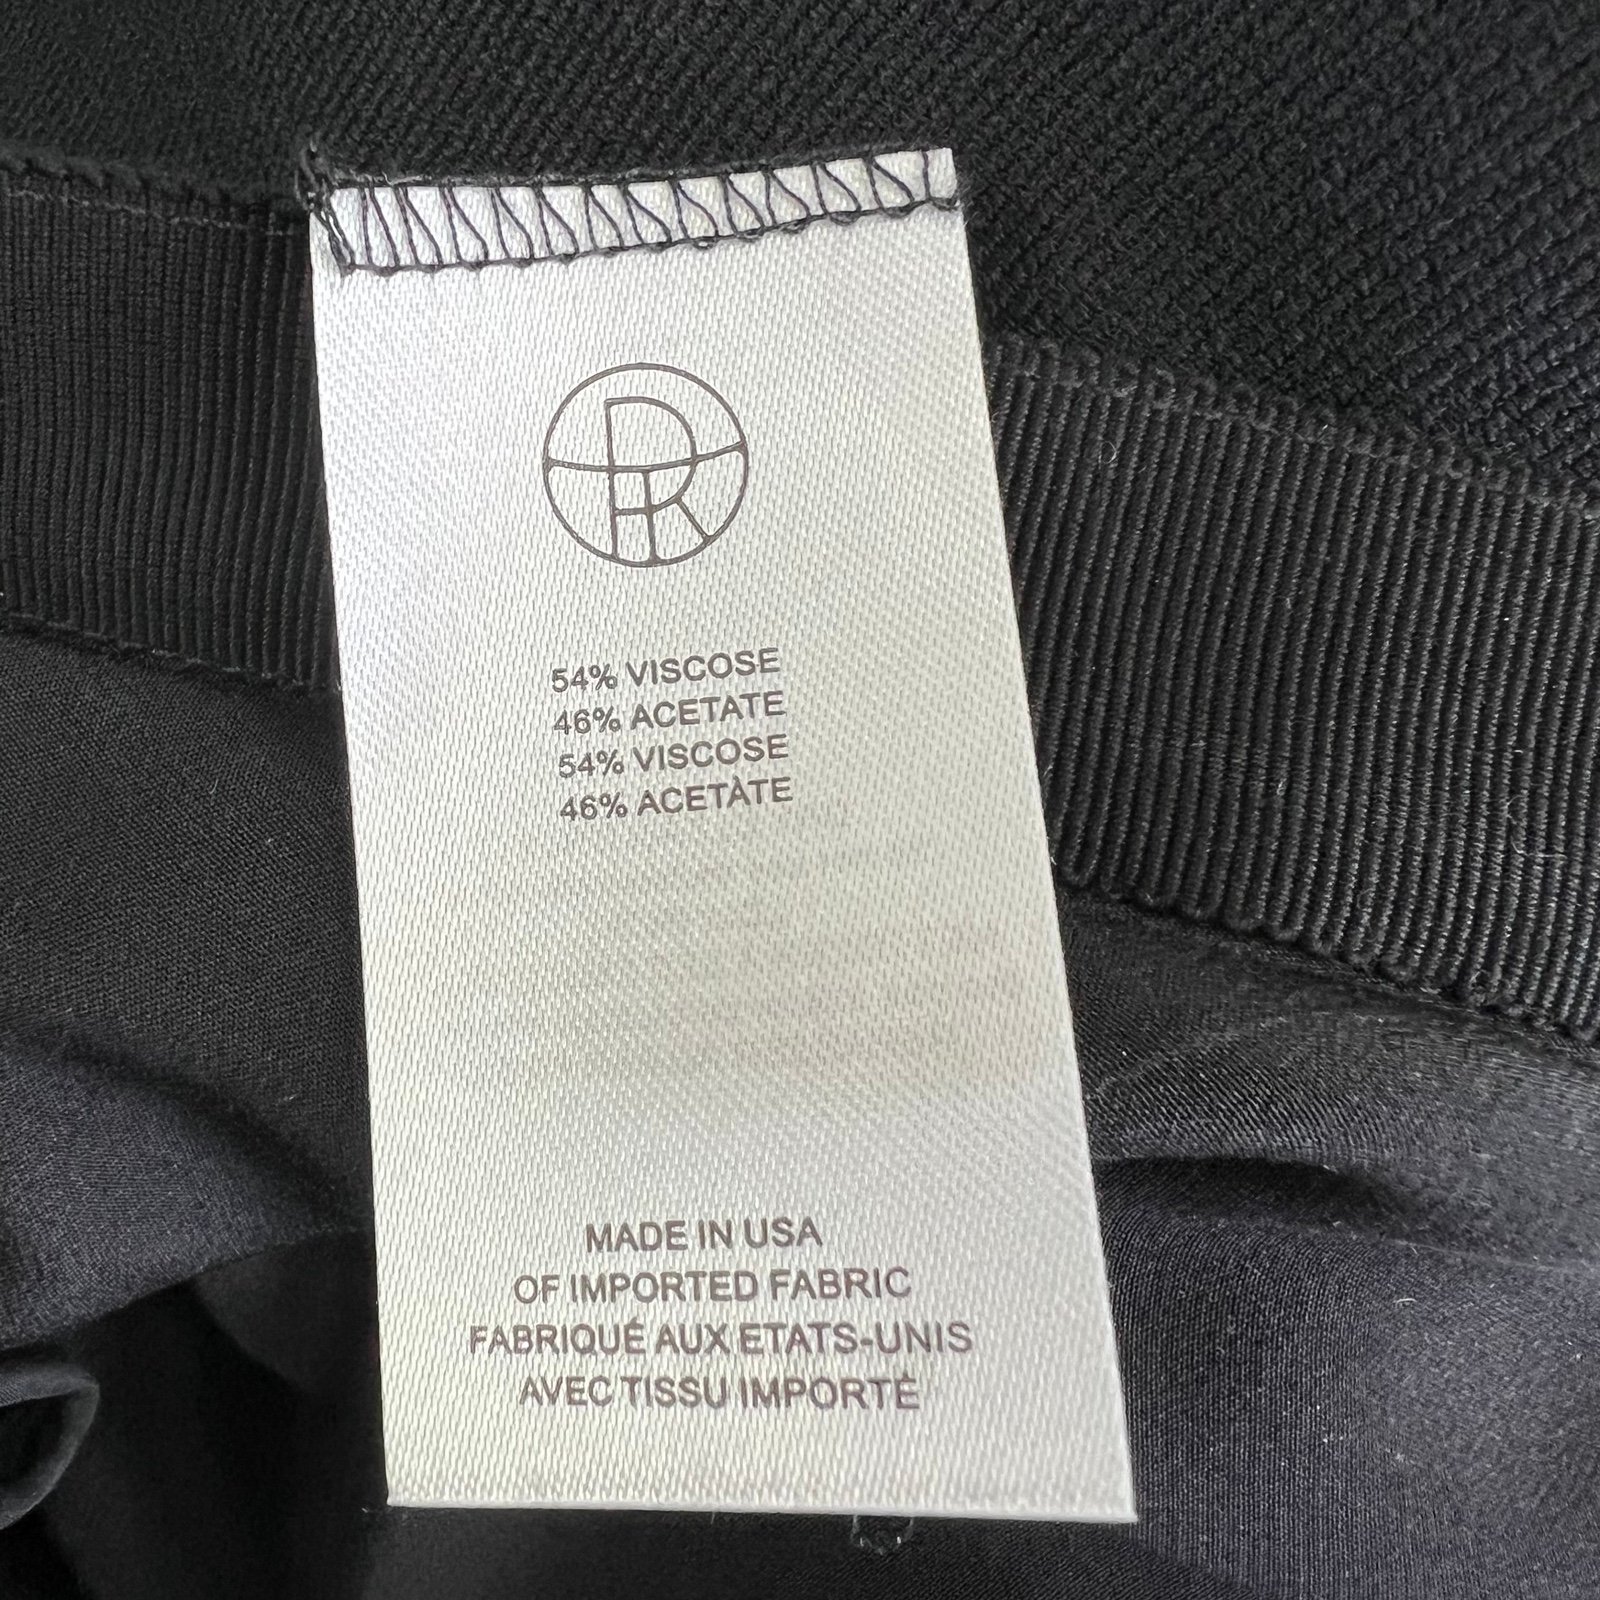 54% VISCOSE
46% ACETATE
54% VISCOSE
46% ACETÀTE
MADE IN USA
OF IMPORTED FABRIC
FABRIQUÉ AUX ETATS-UNIS
AVEC TISSU IMPORTÉ